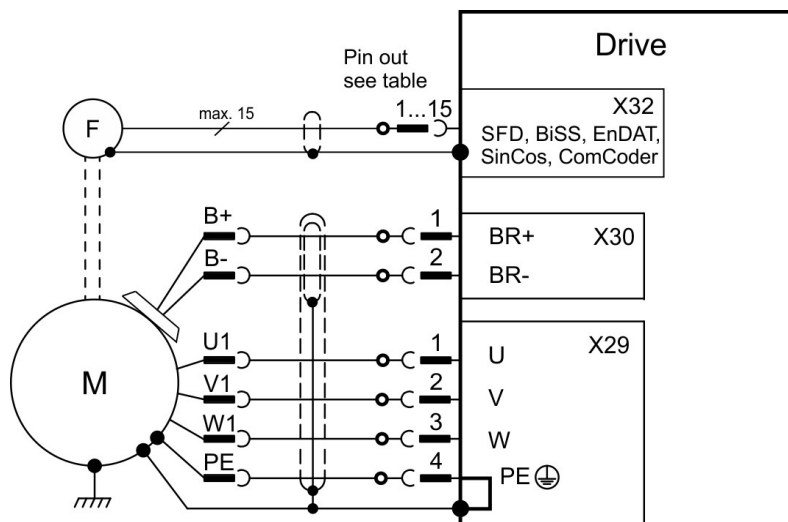 Drive
Pin out
see table
F
max. 15
1...15
X32
SFD, BiSS, EnDAT,
SinCos, ComCoder
B+
1
BR+
X30
B-
2
BR-
M
U1
1
U
X29
V1
2
V
W1
3
W
PE
4
PE